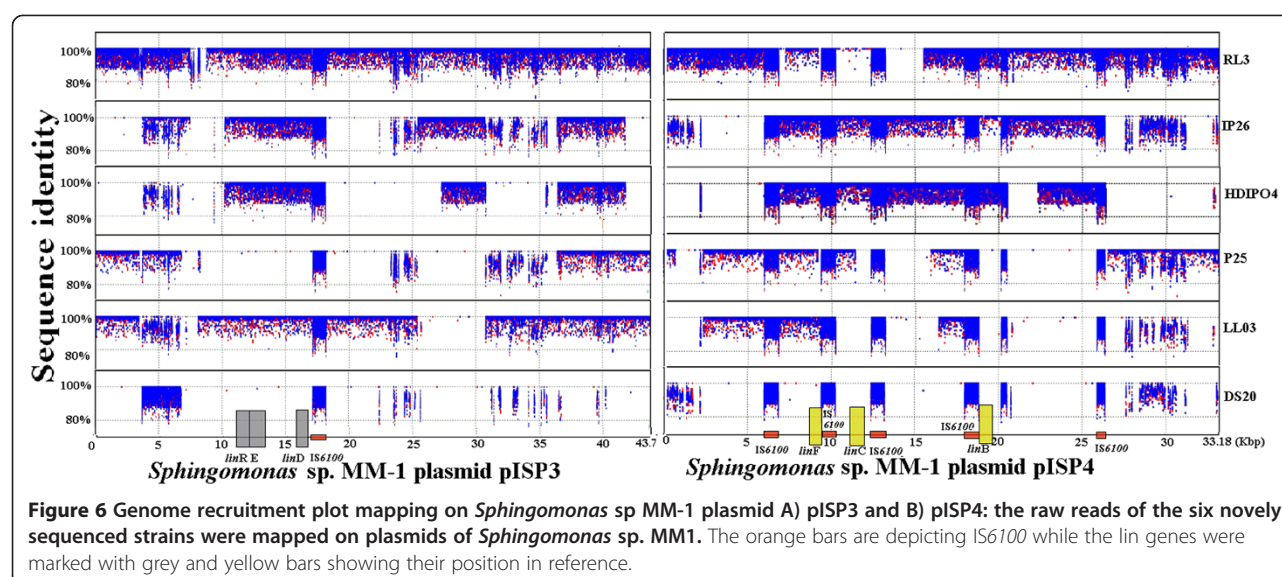 Sequence identity
100%
80%
100%
80%
100%
80%
100%
80%
100%
80%
100%
80%
RL3
IP26
HDIPO4
P25
LL03
DS20
0 5 10 15 20 25 30 35 40 43.7
linR E linD IS6100
Sphingomonas sp. MM-1 plasmid pISP3
0 5 10 15 20 25 30 33.18 (Kbp)
IS
6100
IS6100
linF linC IS6100 linB IS6100
Sphingomonas sp. MM-1 plasmid pISP4
Figure 6 Genome recruitment plot mapping on Sphingomonas sp MM-1 plasmid A) pISP3 and B) pISP4: the raw reads of the six novely
sequenced strains were mapped on plasmids of Sphingomonas sp. MM1. The orange bars are depicting IS6100 while the lin genes were
marked with grey and yellow bars showing their position in reference.